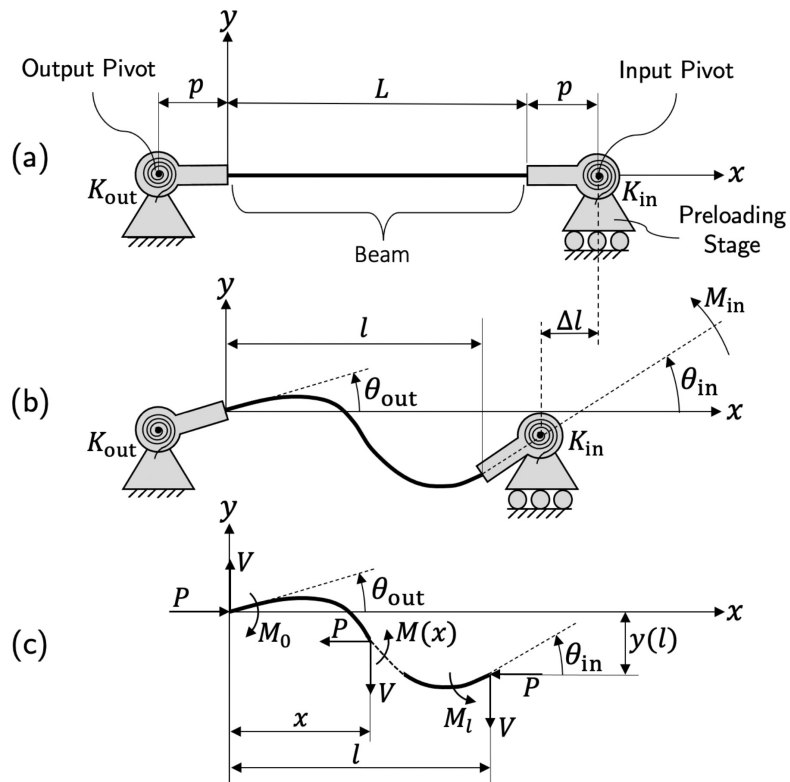 y
Output Pivot
Input Pivot
p
L
p
(a)
x
K_out
K_in
Beam
Preloading
Stage
y
l
Δl
M_in
θ_out
θ_in
(b)
x
K_out
K_in
y
V
P
θ_out
x
M_0
P
M(x)
y(l)
(c)
θ_in
V
M_l
P
x
V
l